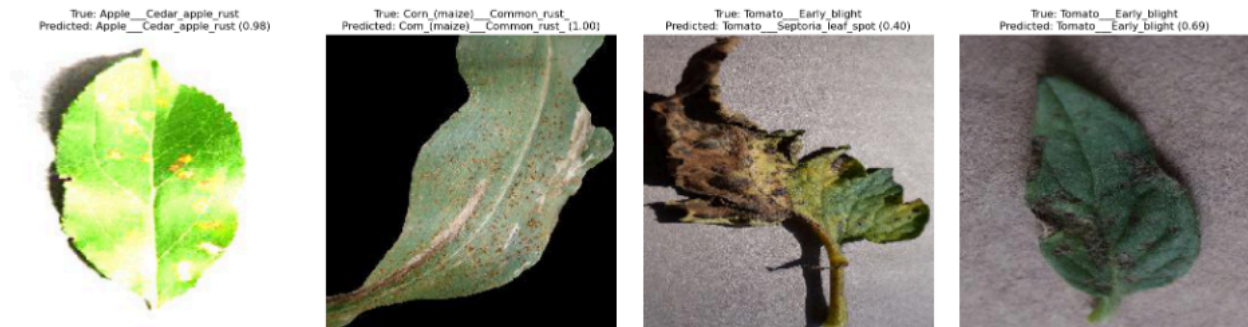 True: Apple___Cedar_apple_rust
Predicted: Apple___Cedar_apple_rust (0.98)
True: Corn_(maize)___Common_rust_
Predicted: Corn_(maize)___Common_rust_ (1.00)
True: Tomato___Early_blight
Predicted: Tomato___Septoria_leaf_spot (0.40)
True: Tomato___Early_blight
Predicted: Tomato___Early_blight (0.69)